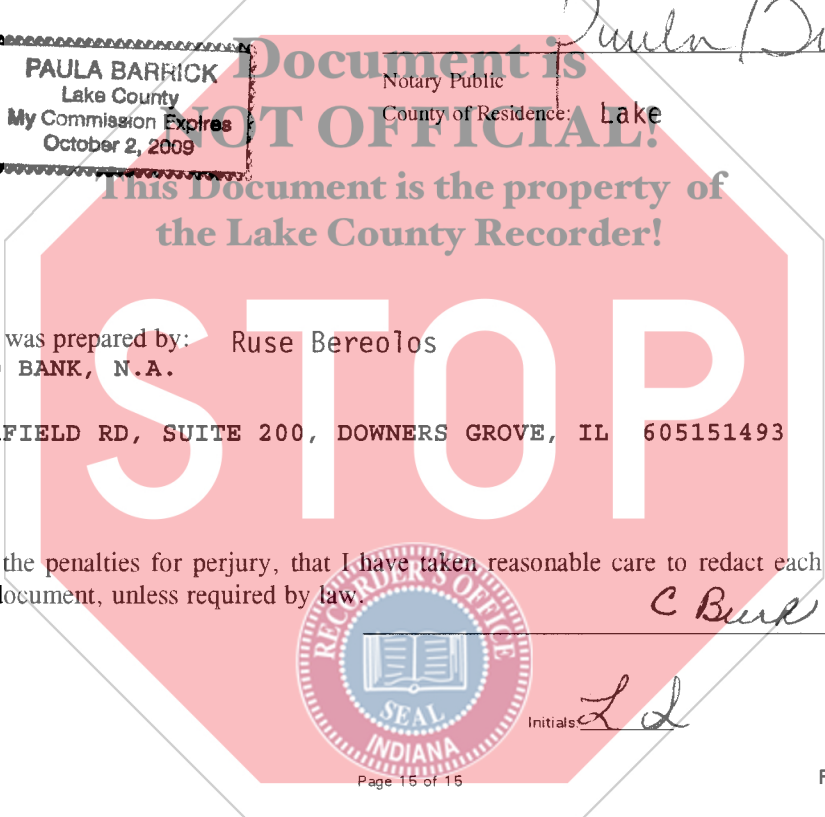 PAULA BARRICK
Lake County
My Commission Expires
October 2, 2009
Notary Public
County of Residence: Lake
Document is
NOT OFFICIAL!
This Document is the property of
the Lake County Recorder!
STOP
was prepared by: Ruse Bereolos
BANK, N.A.
FIELD RD, SUITE 200, DOWNERS GROVE, IL 605151493
the penalties for perjury, that I have taken reasonable care to redact each
document, unless required by law.
C Burk
RECORDER'S OFFICE
SEAL
INDIANA
Initials:
Page 15 of 15